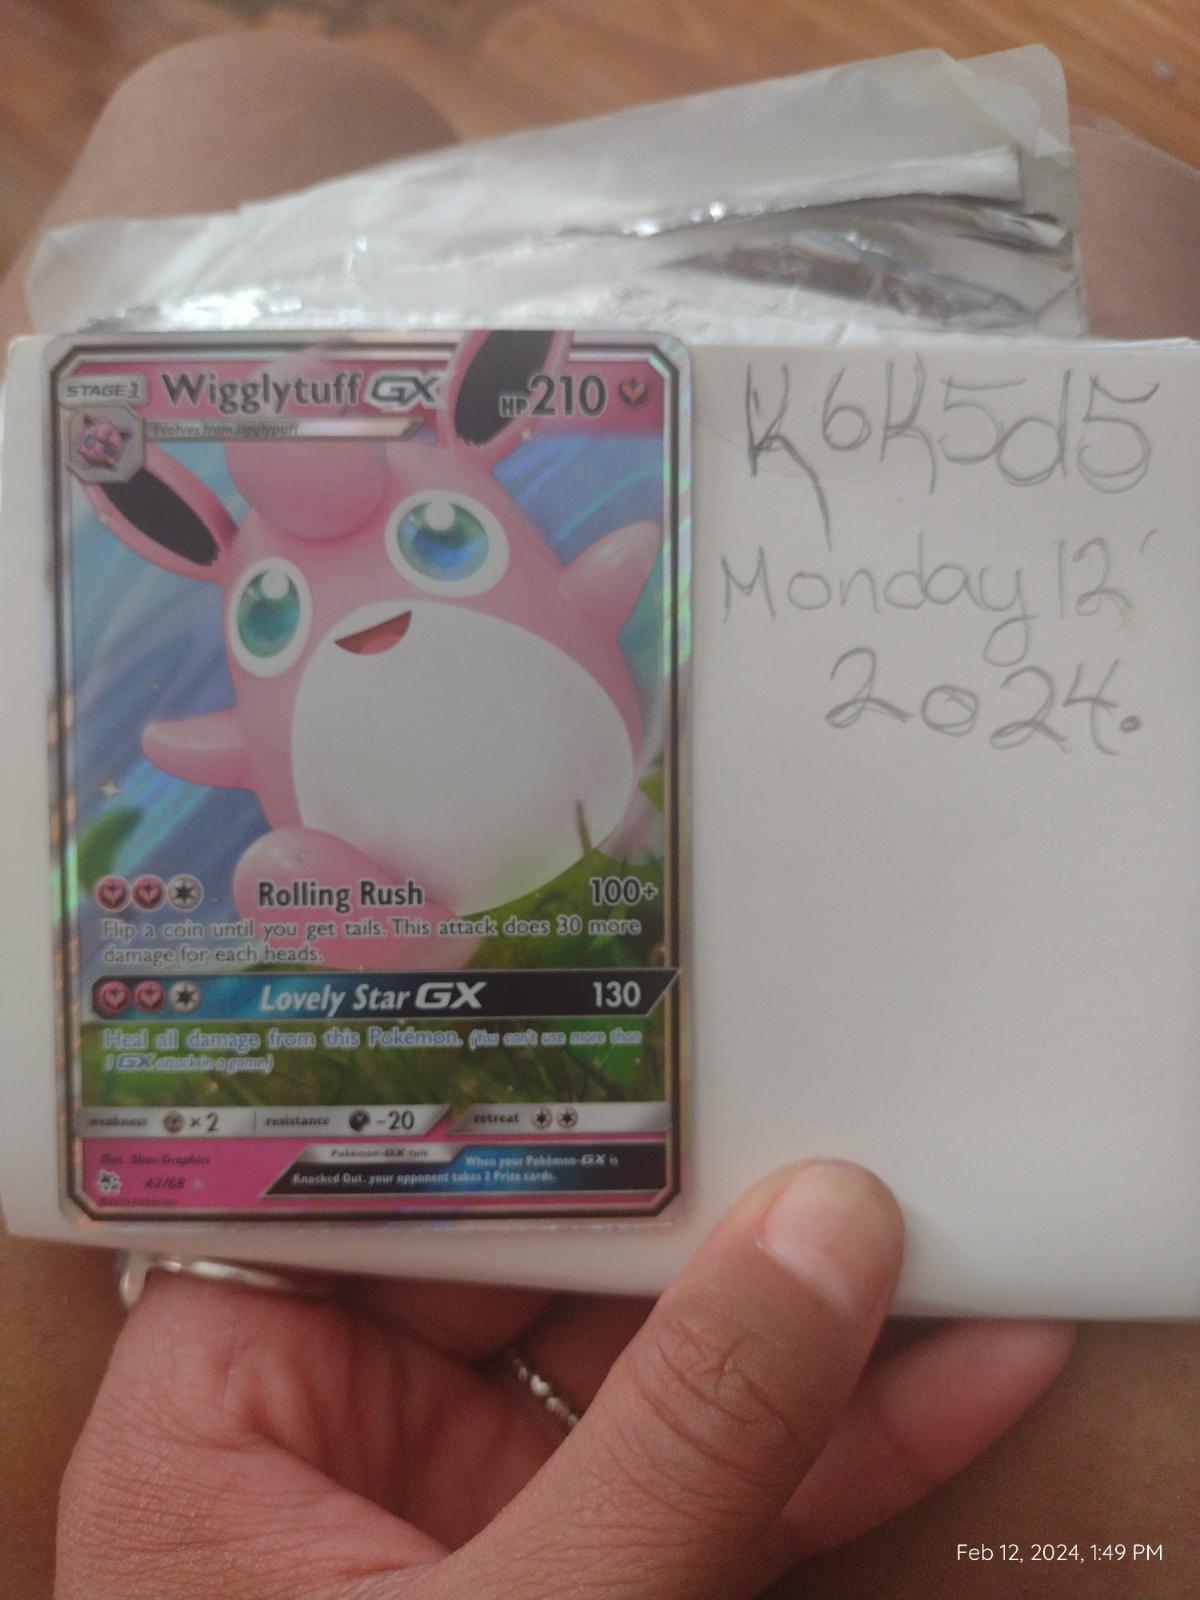 STAGE 1 Wigglytuff GX HP 210
Evolves from Jigglypuff
K6K5d5
Monday 12'
2024.
Rolling Rush 100+
Flip a coin until you get tails. This attack does 30 more
damage for each heads.
Lovely Star GX 130
Heal all damage from this Pokémon. (You can't use more than
1 GX attack in a game.)
weakness ×2 resistance -20 retreat
Illus. 5ban Graphics
Pokémon-GX rule
When your Pokémon-GX is
Knocked Out, your opponent takes 2 Prize cards.
42/68
Feb 12, 2024, 1:49 PM